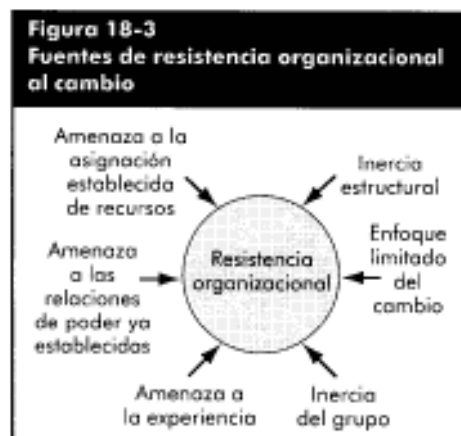 Figura 18-3
Fuentes de resistencia organizacional
al cambio
Amenaza a la
asignación
establecida
de recursos
Inercia
estructural
Amenaza
a las
relaciones
de poder ya
establecidas
Resistencia
organizacional
Enfoque
limitado
del
cambio
Amenaza a
la experiencia
Inercia
del grupo